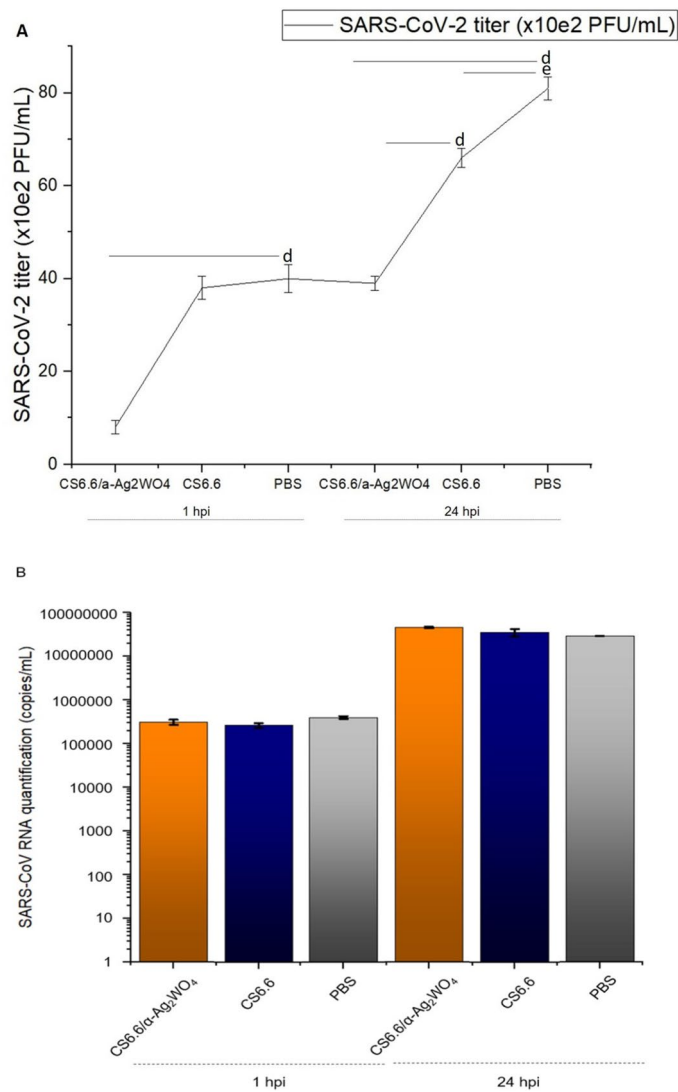 A
SARS-CoV-2 titer (x10e2 PFU/mL)
SARS-CoV-2 titer (x10e2 PFU/mL)
80
60
40
20
0
d
e
d
d
CS6.6/a-Ag2WO4 CS6.6 PBS CS6.6/a-Ag2WO4 CS6.6 PBS
1 hpi 24 hpi
B
SARS-CoV RNA quantification (copies/mL)
100000000
10000000
1000000
100000
10000
1000
100
10
1
CS6.6/α-Ag₂WO₄ CS6.6 PBS CS6.6/α-Ag₂WO₄ CS6.6 PBS
1 hpi 24 hpi